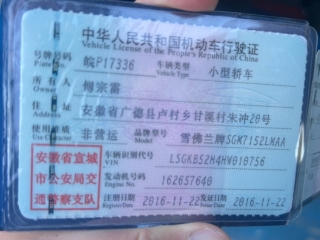 中华人民共和国机动车行驶证
Vehicle License of the People's Republic of China
号牌号码 皖P17336 车辆类型 小型轿车
Plate No. Vehicle Type
所有人 傅宗富
Owner
住址 安徽省广德县卢村乡甘溪村朱冲20号
使用性质 非营运 品牌型号 雪佛兰牌SGM7152LMAA
Model
安徽省宣城市公安局交通警察支队
车辆识别代号 LSGKB52H4HV010756
VIN
发动机号码 162657640
Engine No.
注册日期 2016-11-22 发证日期 2016-11-22
Register Date Issue Date